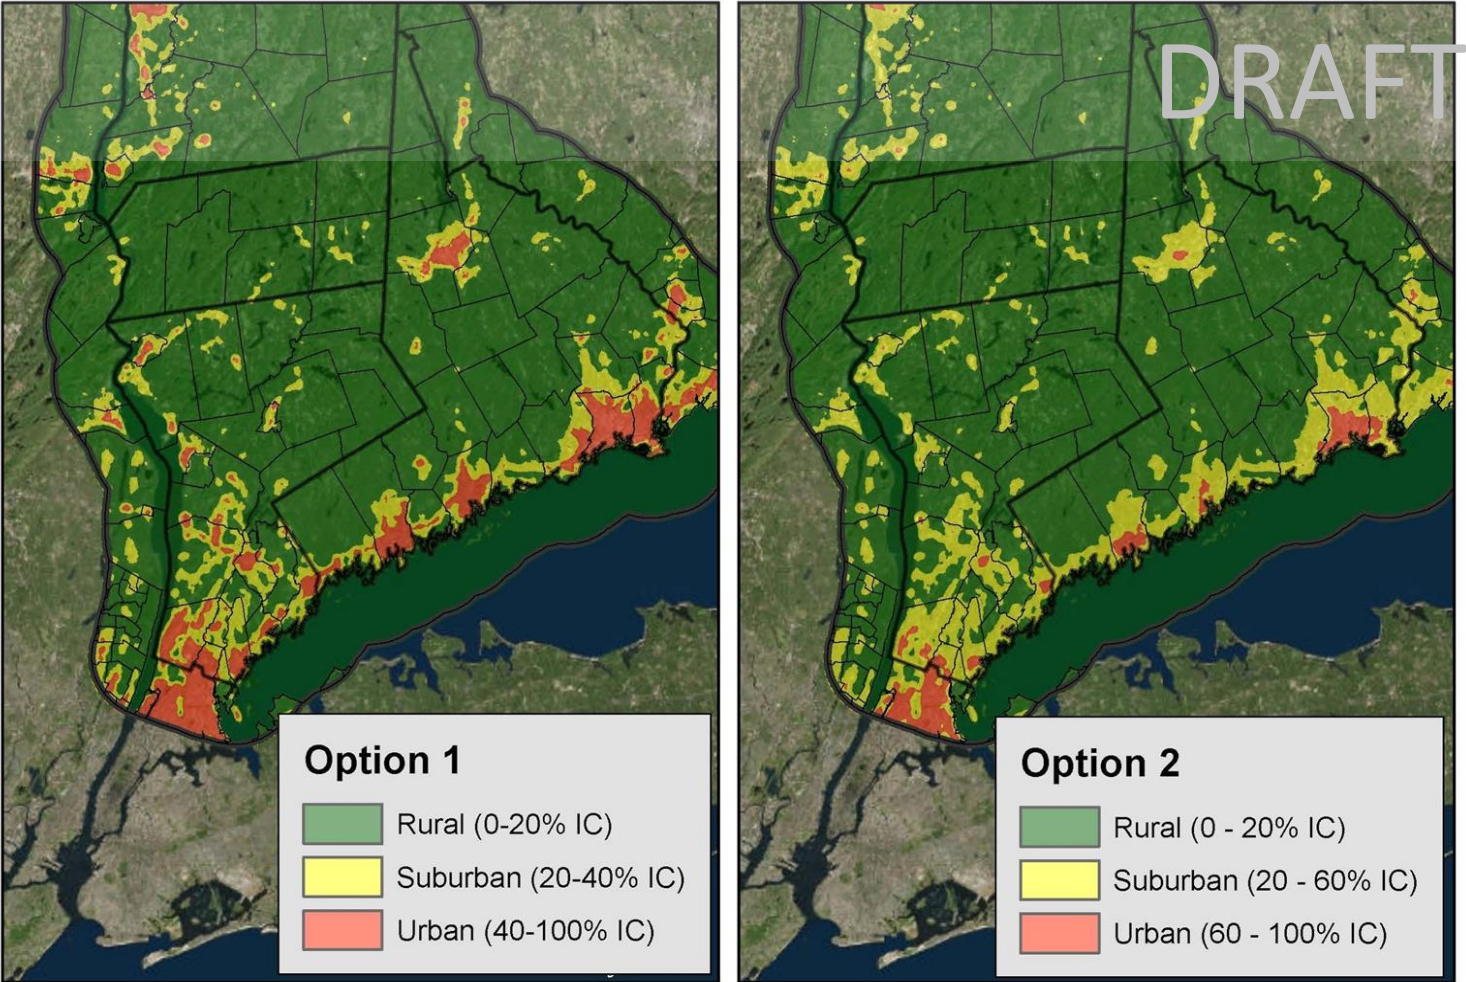 DRAFT
Option 1
Rural (0-20% IC)
Suburban (20-40% IC)
Urban (40-100% IC)
Option 2
Rural (0 - 20% IC)
Suburban (20 - 60% IC)
Urban (60 - 100% IC)